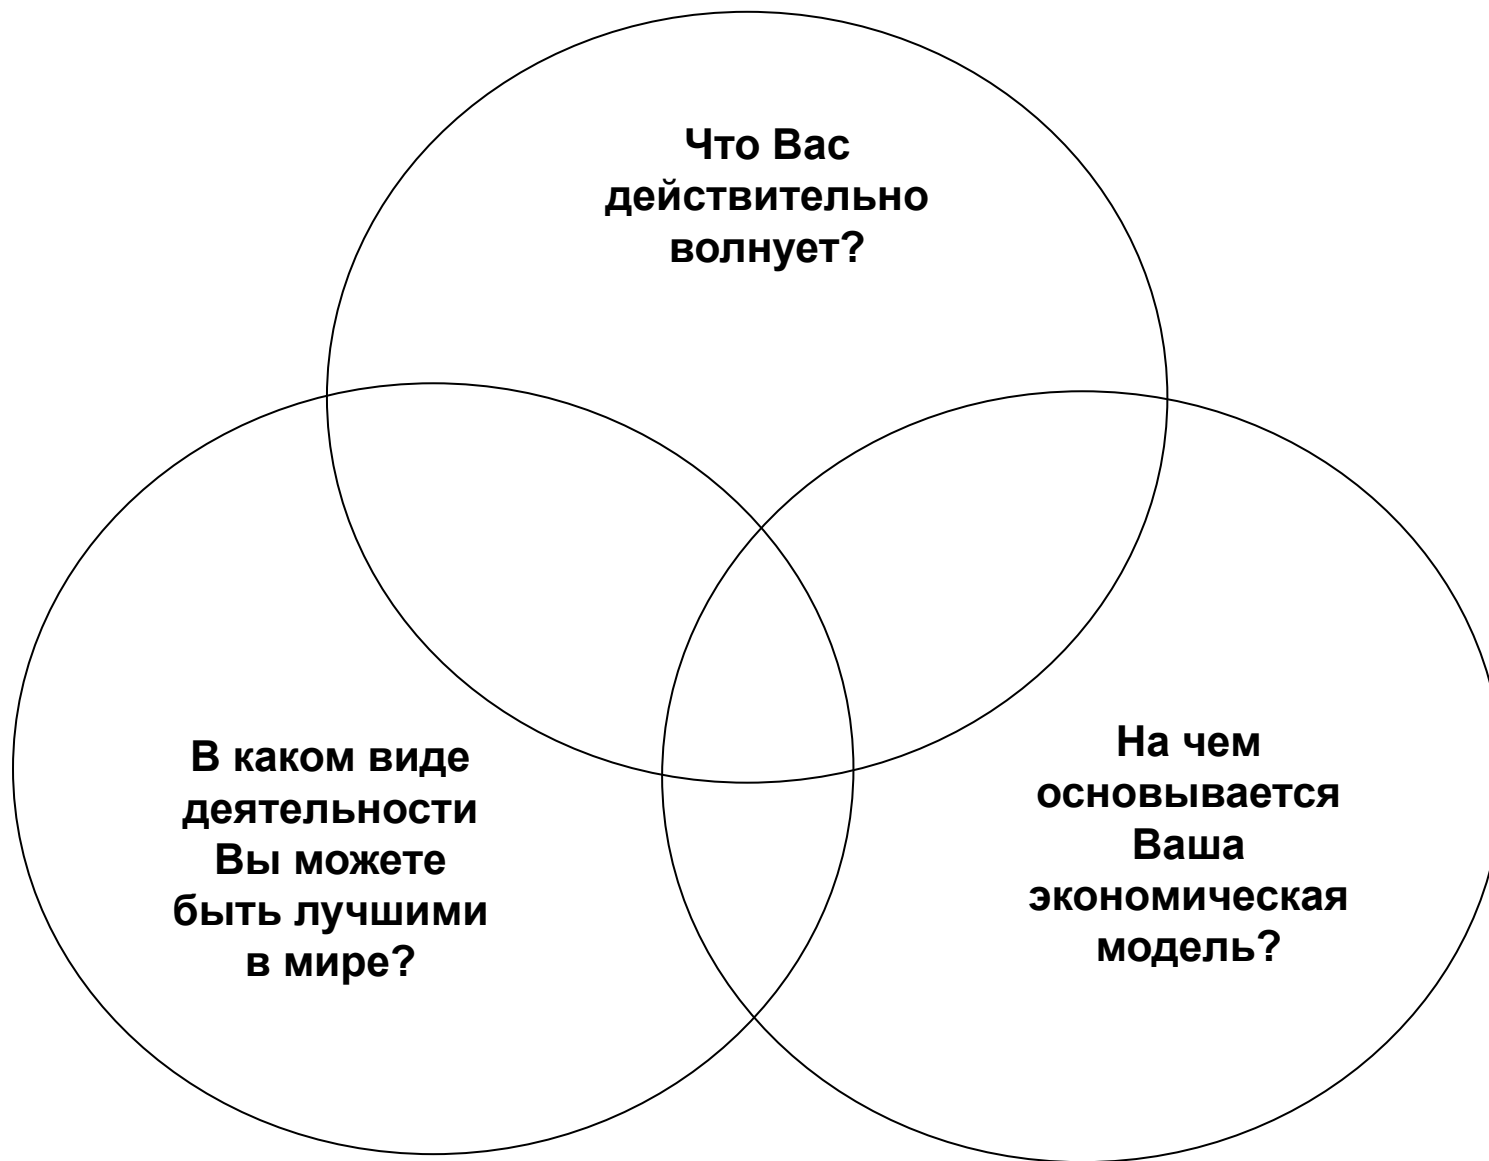 Что Вас
действительно
волнует?
В каком виде
деятельности
Вы можете
быть лучшими
в мире?
На чем
основывается
Ваша
экономическая
модель?